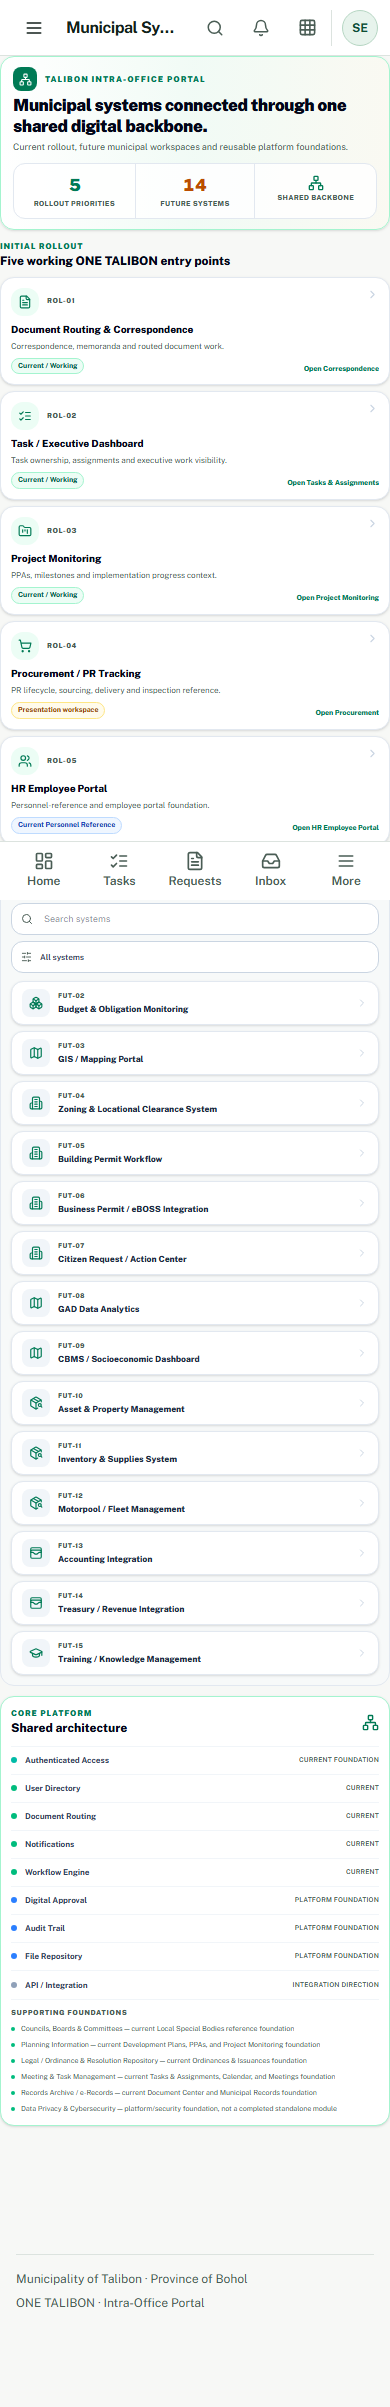 Municipal Sy...
SE
TALIBON INTRA-OFFICE PORTAL
Municipal systems connected through one
shared digital backbone.
Current rollout, future municipal workspaces and reusable platform foundations.
5
ROLLOUT PRIORITIES
14
FUTURE SYSTEMS
SHARED BACKBONE
INITIAL ROLLOUT
Five working ONE TALIBON entry points
ROL-01
Document Routing & Correspondence
Correspondence, memoranda and routed document work.
Current / Working
Open Correspondence
ROL-02
Task / Executive Dashboard
Task ownership, assignments and executive work visibility.
Current / Working
Open Tasks & Assignments
ROL-03
Project Monitoring
PPAs, milestones and implementation progress context.
Current / Working
Open Project Monitoring
ROL-04
Procurement / PR Tracking
PR lifecycle, sourcing, delivery and inspection reference.
Presentation workspace
Open Procurement
ROL-05
HR Employee Portal
Personnel-reference and employee portal foundation.
Current Personnel Reference
Open HR Employee Portal
Home
Tasks
Requests
Inbox
More
Search systems
All systems
FUT-02
Budget & Obligation Monitoring
FUT-03
GIS / Mapping Portal
FUT-04
Zoning & Locational Clearance System
FUT-05
Building Permit Workflow
FUT-06
Business Permit / eBOSS Integration
FUT-07
Citizen Request / Action Center
FUT-08
GAD Data Analytics
FUT-09
CBMS / Socioeconomic Dashboard
FUT-10
Asset & Property Management
FUT-11
Inventory & Supplies System
FUT-12
Motorpool / Fleet Management
FUT-13
Accounting Integration
FUT-14
Treasury / Revenue Integration
FUT-15
Training / Knowledge Management
CORE PLATFORM
Shared architecture
Authenticated Access
CURRENT FOUNDATION
User Directory
CURRENT
Document Routing
CURRENT
Notifications
CURRENT
Workflow Engine
CURRENT
Digital Approval
PLATFORM FOUNDATION
Audit Trail
PLATFORM FOUNDATION
File Repository
PLATFORM FOUNDATION
API / Integration
INTEGRATION DIRECTION
SUPPORTING FOUNDATIONS
Councils, Boards & Committees — current Local Special Bodies reference foundation
Planning Information — current Development Plans, PPAs, and Project Monitoring foundation
Legal / Ordinance & Resolution Repository — current Ordinances & Issuances foundation
Meeting & Task Management — current Tasks & Assignments, Calendar, and Meetings foundation
Records Archive / e-Records — current Document Center and Municipal Records foundation
Data Privacy & Cybersecurity — platform/security foundation, not a completed standalone module
Municipality of Talibon · Province of Bohol
ONE TALIBON · Intra-Office Portal